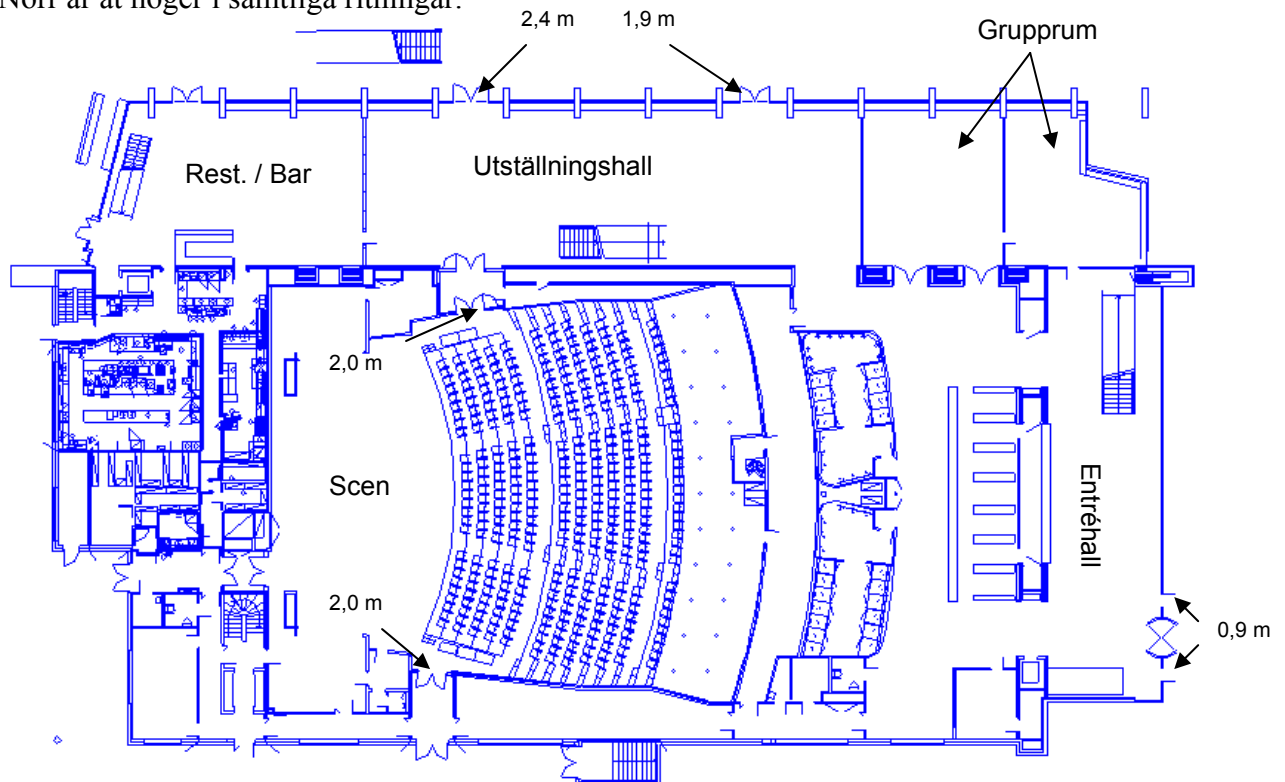 Norr är åt höger i samtliga ritningar.
2,4 m
1,9 m
Grupprum
Rest. / Bar
Utställningshall
2,0 m
Scen
Entréhall
2,0 m
0,9 m